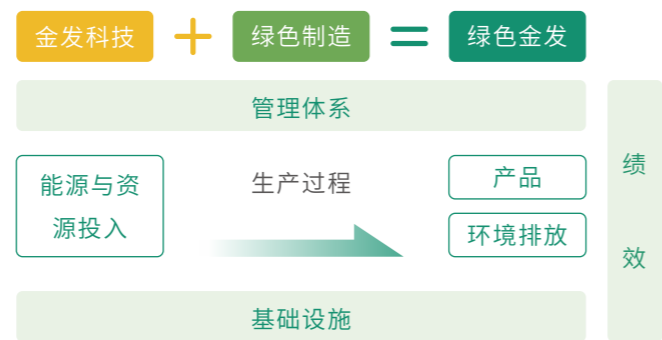 金发科技 + 绿色制造 = 绿色金发
管理体系
能源与资
源投入
生产过程
产品
环境排放
基础设施
绩
效